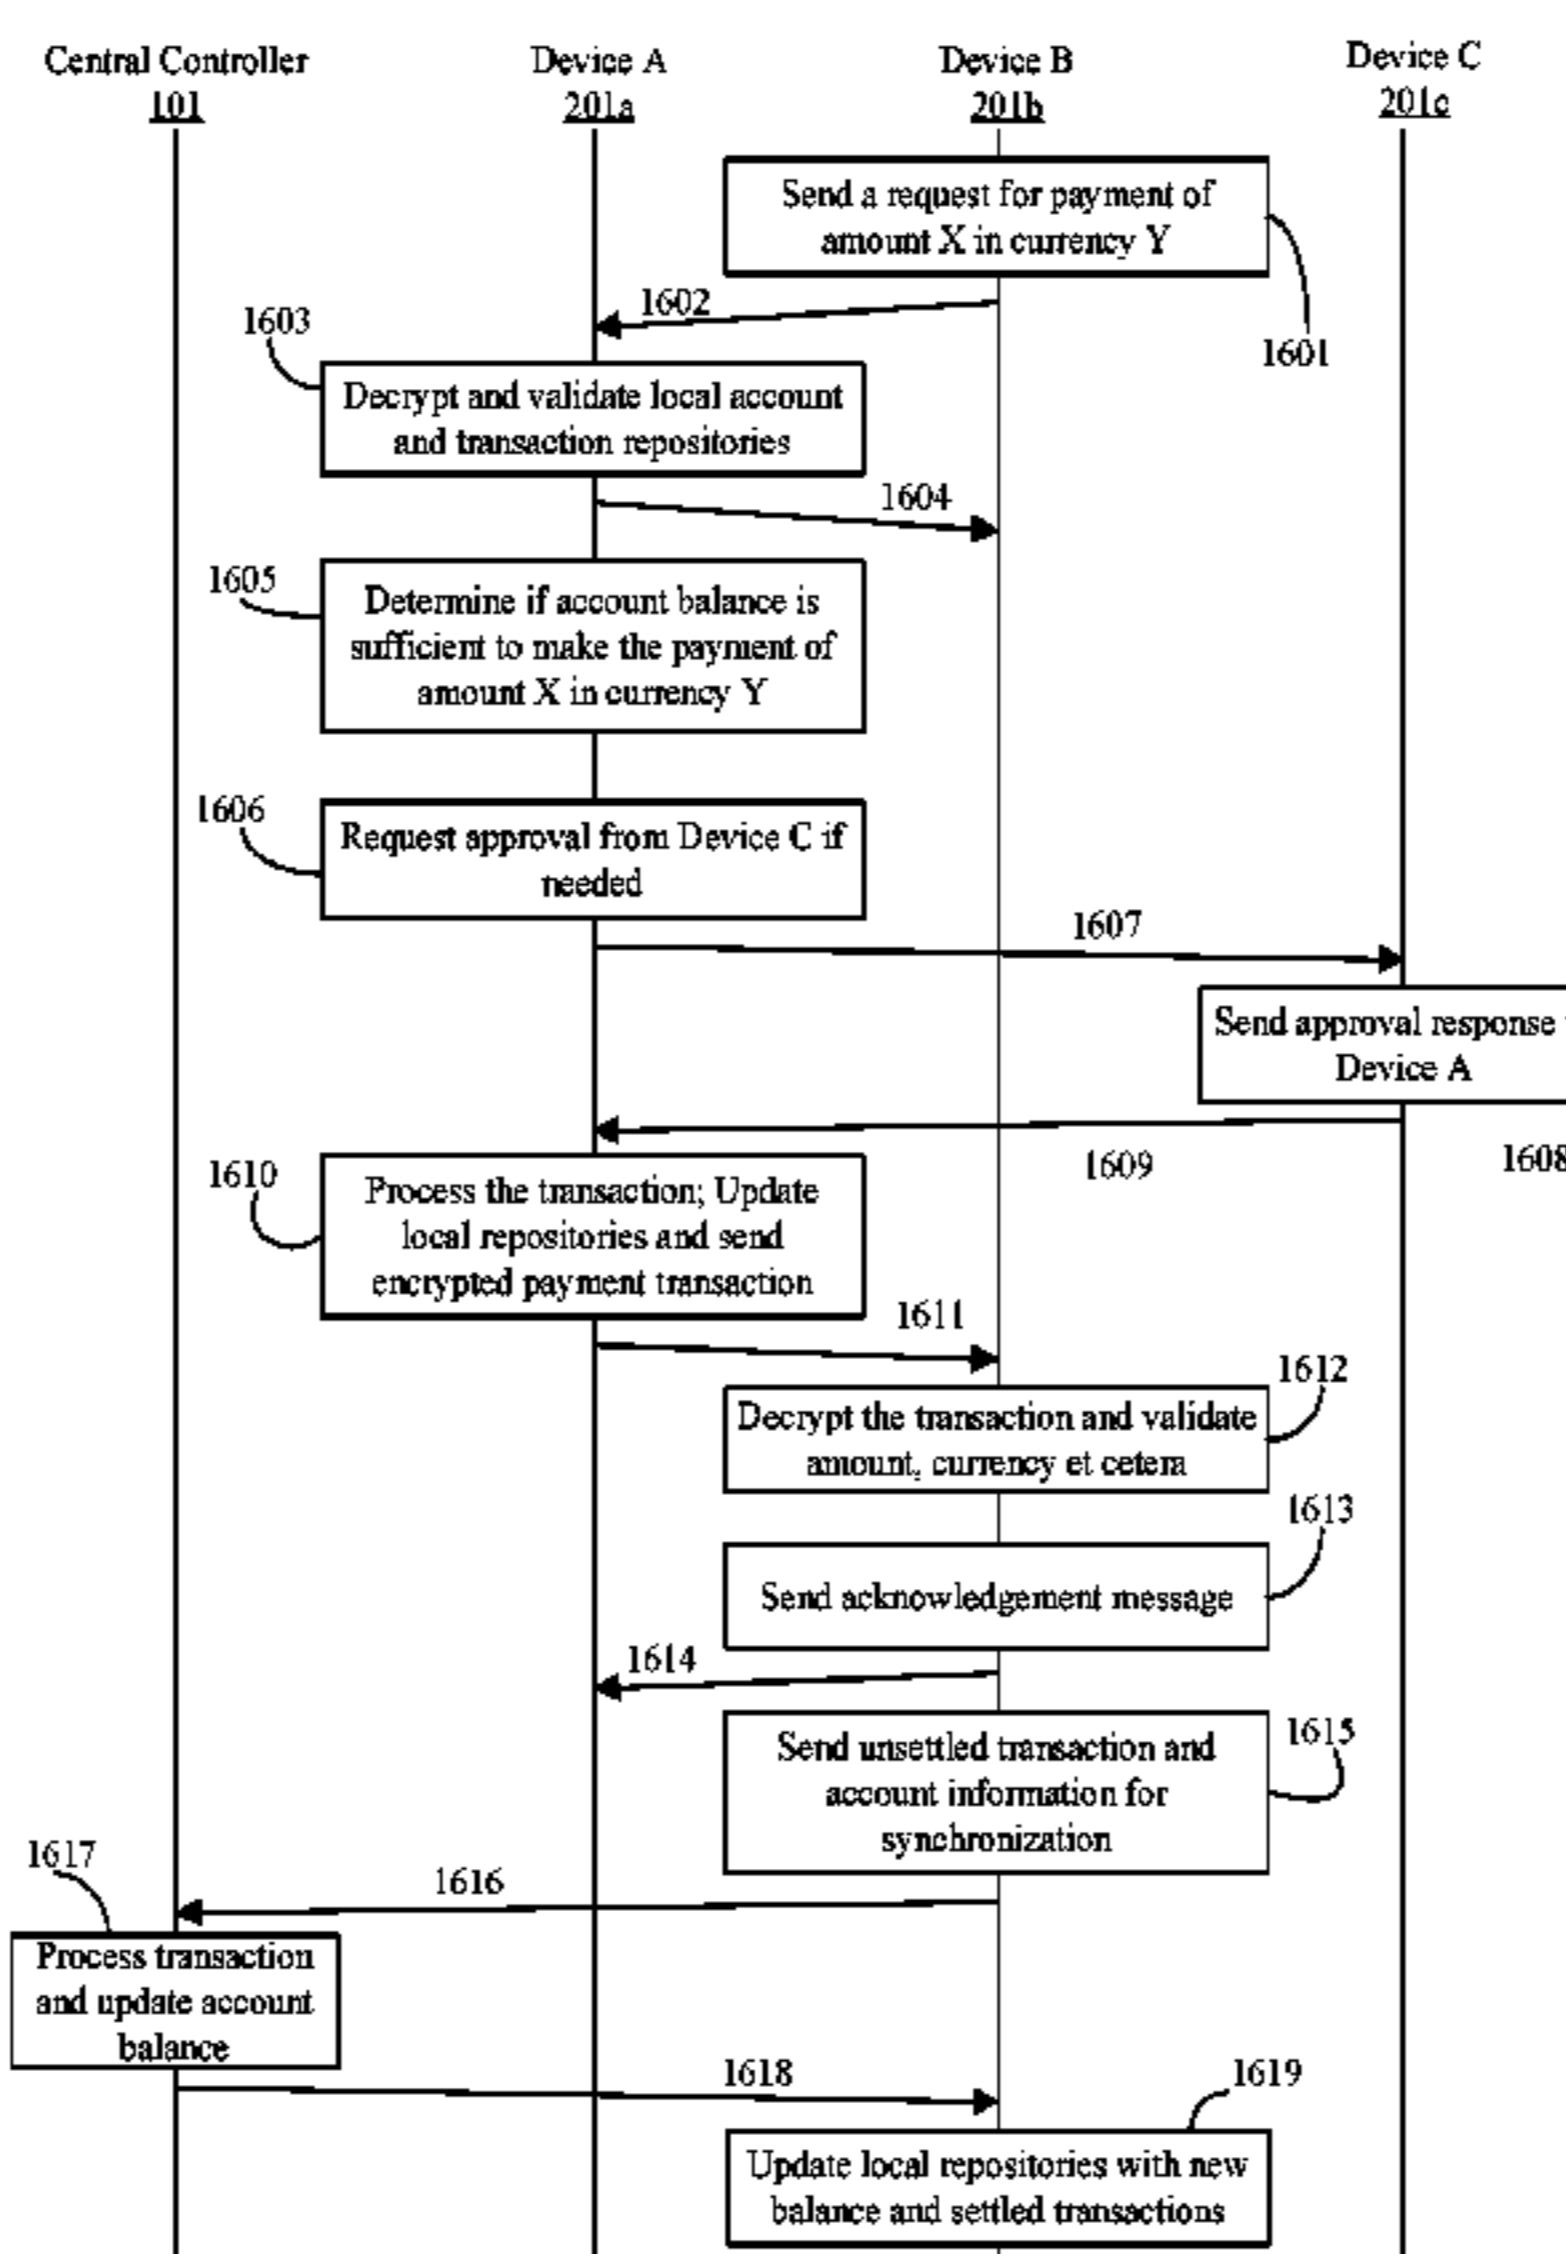 Central Controller
101
Device A
201a
Device B
201b
Device C
201c
Send a request for payment of
amount X in currency Y
1601
1602
1603
Decrypt and validate local account
and transaction repositories
1604
1605
Determine if account balance is
sufficient to make the payment of
amount X in currency Y
1606
Request approval from Device C if
needed
1607
Send approval response
Device A
1608
1609
1610
Process the transaction; Update
local repositories and send
encrypted payment transaction
1611
1612
Decrypt the transaction and validate
amount, currency et cetera
1613
Send acknowledgement message
1614
1615
Send unsettled transaction and
account information for
synchronization
1616
1617
Process transaction
and update account
balance
1618
1619
Update local repositories with new
balance and settled transactions